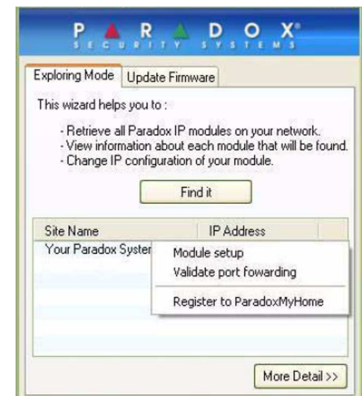 PARADOX®
SECURITY SYSTEMS
Exploring Mode Update Firmware
This wizard helps you to :
- Retrieve all Paradox IP modules on your network.
- View information about each module that will be found.
- Change IP configuration of your module.
Find it
Site Name IP Address
Your Paradox System
Module setup
Validate port fowarding
Register to ParadoxMyHome
More Detail >>